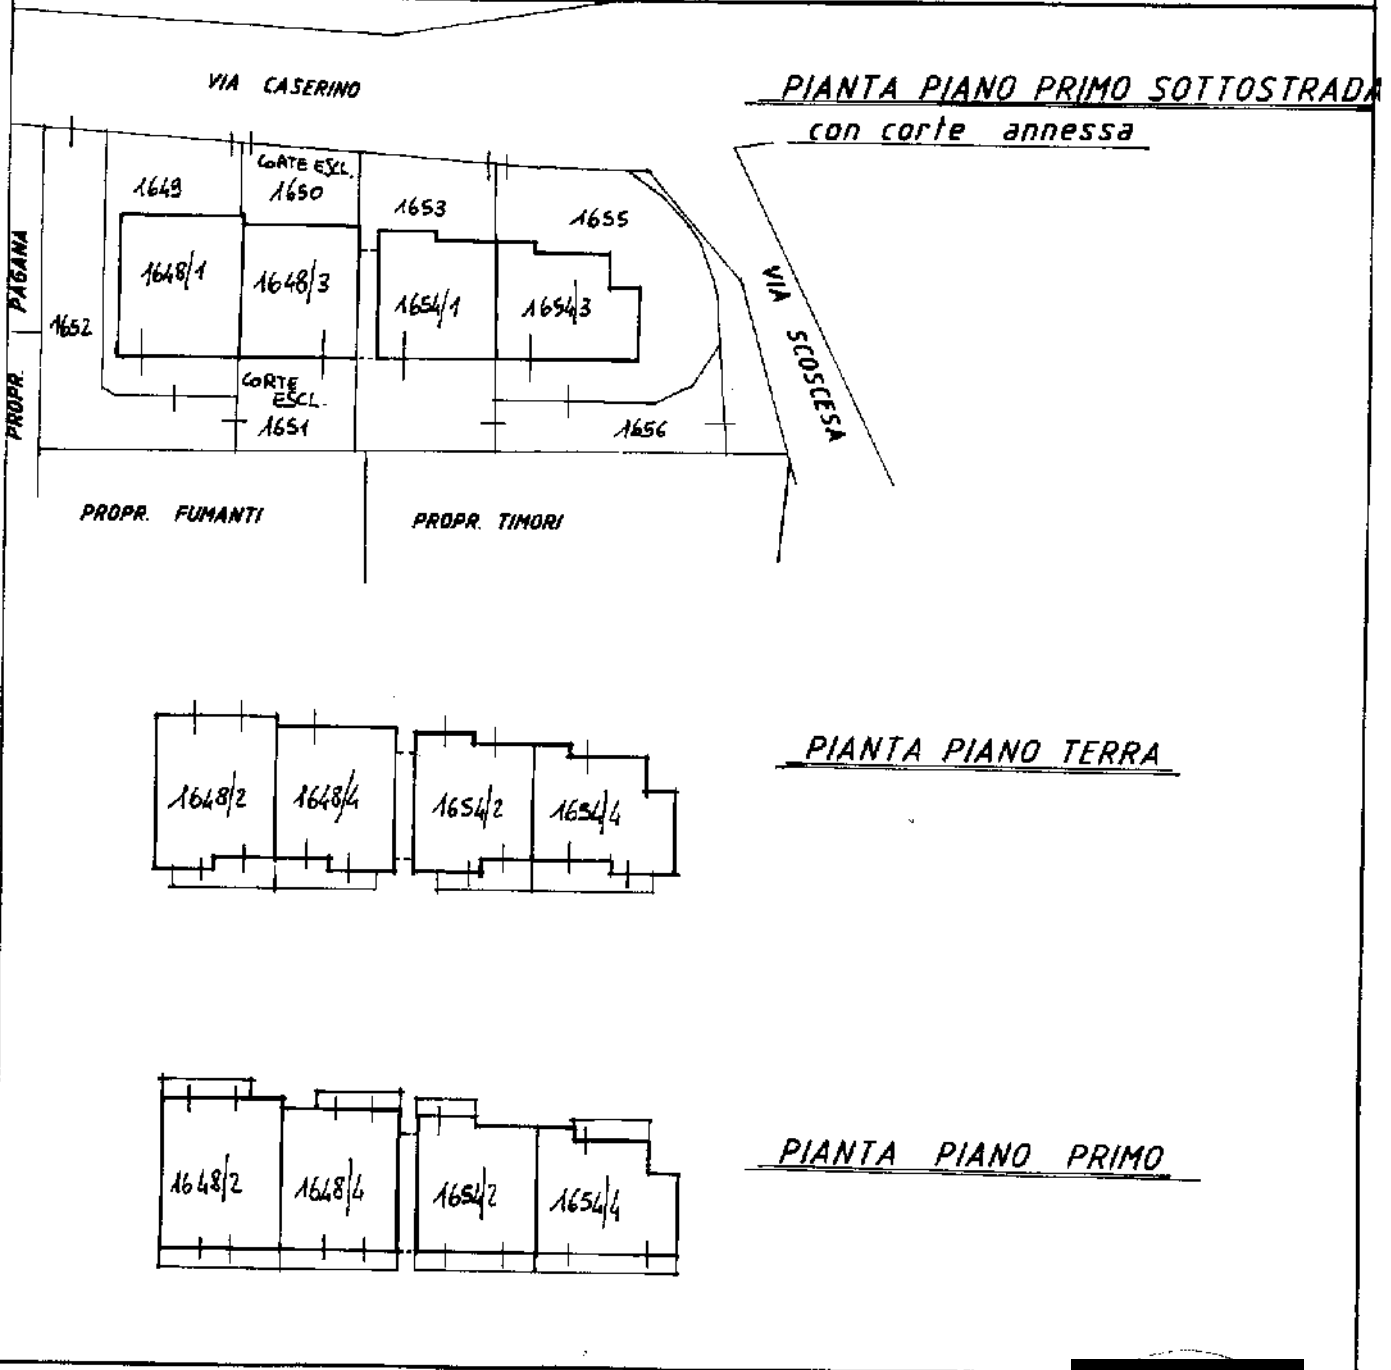 VIA CASERINO
PIANTA PIANO PRIMO SOTTOSTRADA
con corte annessa
CORTE ESCL.
1649
1650
1653
1655
PROPR. PAGANA
1652
1648/1
1648/3
1654/1
1654/3
VIA SCOSCESA
CORTE
ESCL.
1651
1656
PROPR. FUMANTI
PROPR. TIMORI
PIANTA PIANO TERRA
1648/2
1648/4
1654/2
1654/4
PIANTA PIANO PRIMO
1648/2
1648/4
1654/2
1654/4